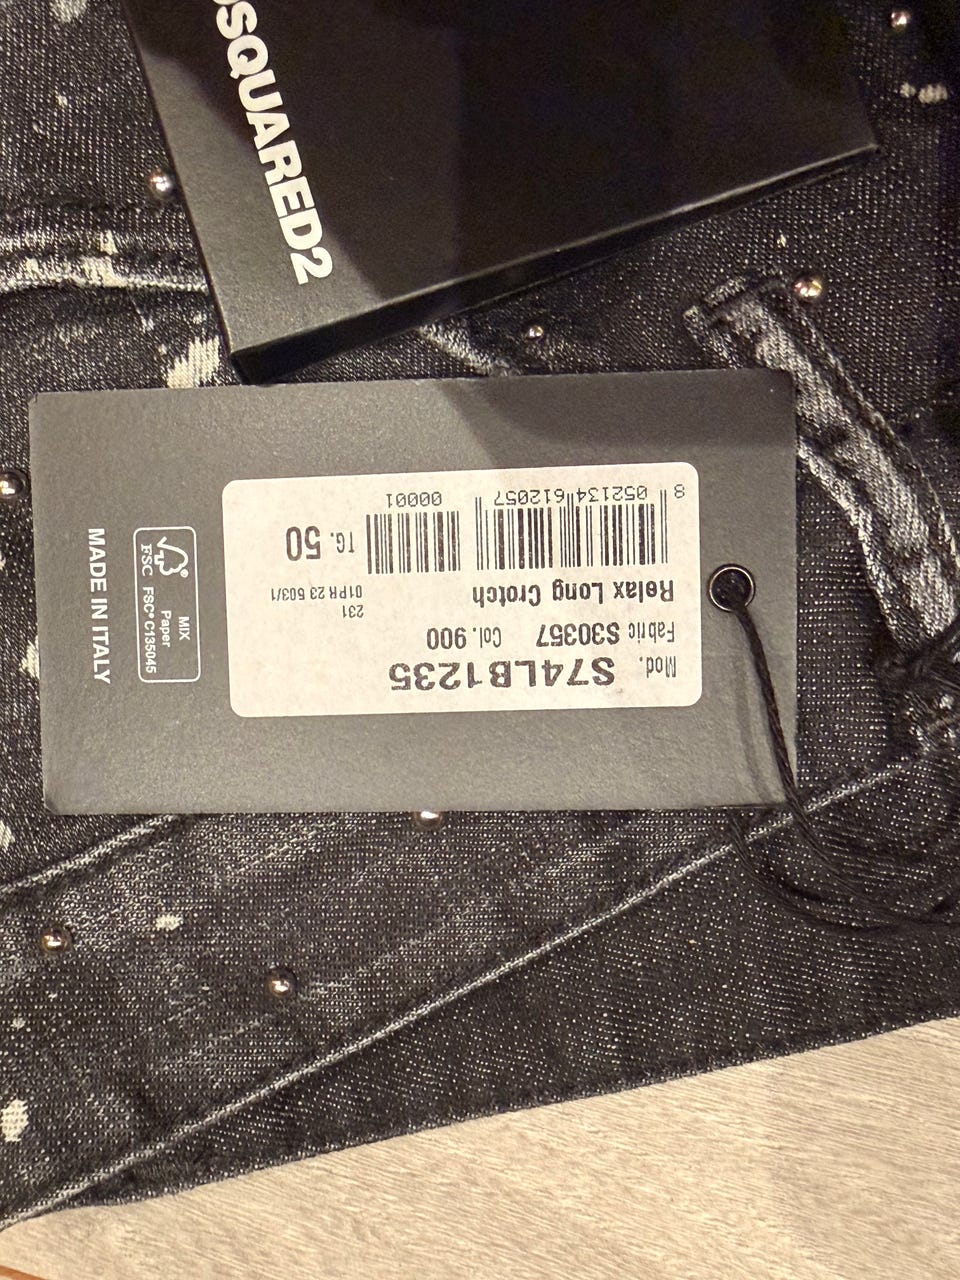 DSQUARED2
Mod. S74LB1235
Fabric S30357 Col. 900
231
Relax Long Crotch
01PR 23 503/1
TG. 50
8 052134 612057
00001
MIX
Paper
FSC FSC® C135045
MADE IN ITALY